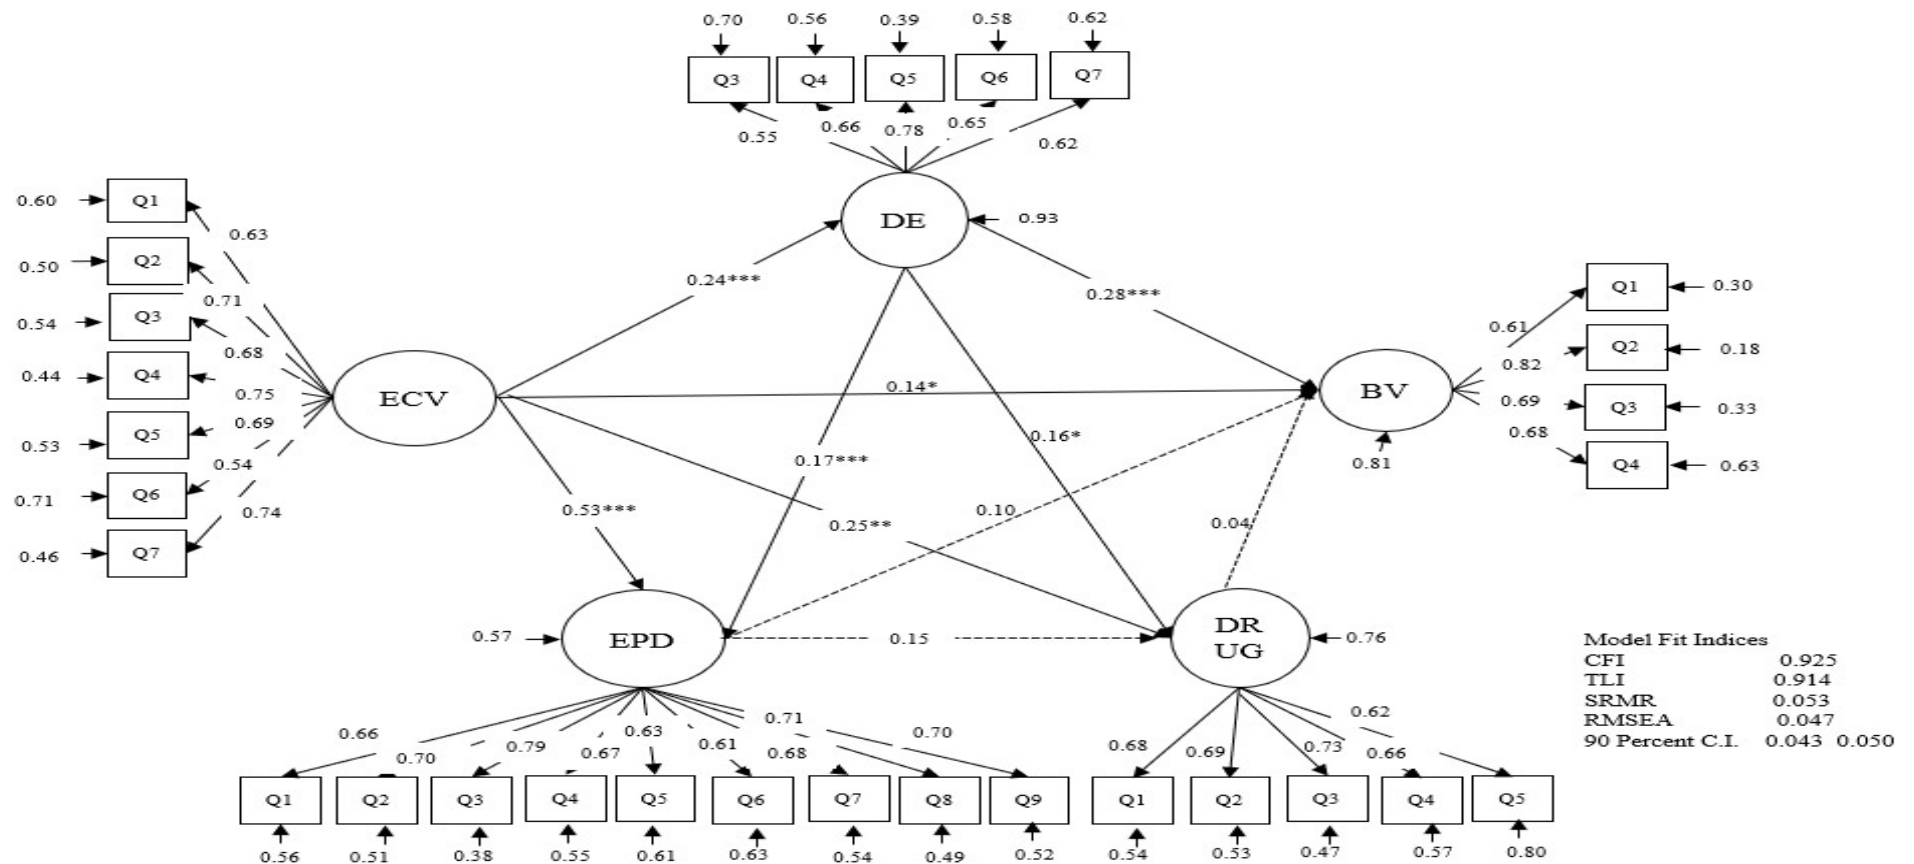 0.70 0.56 0.39 0.58 0.62
Q3 Q4 Q5 Q6 Q7
0.55 0.66 0.78 0.65 0.62
DE
0.93
0.60 Q1
0.63
0.50 Q2
0.71
0.54 Q3
0.68
0.44 Q4
0.75
0.69
0.53 Q5
0.54
0.71 Q6
0.74
0.46 Q7
ECV
0.24***
0.28***
0.14*
0.16*
0.17***
0.53***
0.25**
0.10
0.04
0.15
BV
0.81
0.61
Q1 0.30
0.82
Q2 0.18
0.69
Q3 0.33
0.68
Q4 0.63
0.57
EPD
DR
UG
0.76
0.66 0.70 0.79 0.67 0.63 0.61 0.68 0.71 0.70
Q1 Q2 Q3 Q4 Q5 Q6 Q7 Q8 Q9
0.56 0.51 0.38 0.55 0.61 0.63 0.54 0.49 0.52
0.68 0.69 0.73 0.66 0.62
Q1 Q2 Q3 Q4 Q5
0.54 0.53 0.47 0.57 0.80
Model Fit Indices
CFI 0.925
TLI 0.914
SRMR 0.053
RMSEA 0.047
90 Percent C.I. 0.043 0.050